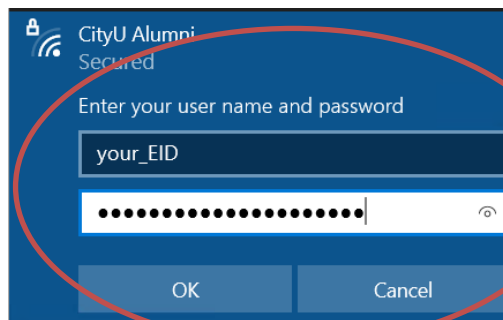 CityU Alumni
Secured
Enter your user name and password
your_EID
OK Cancel